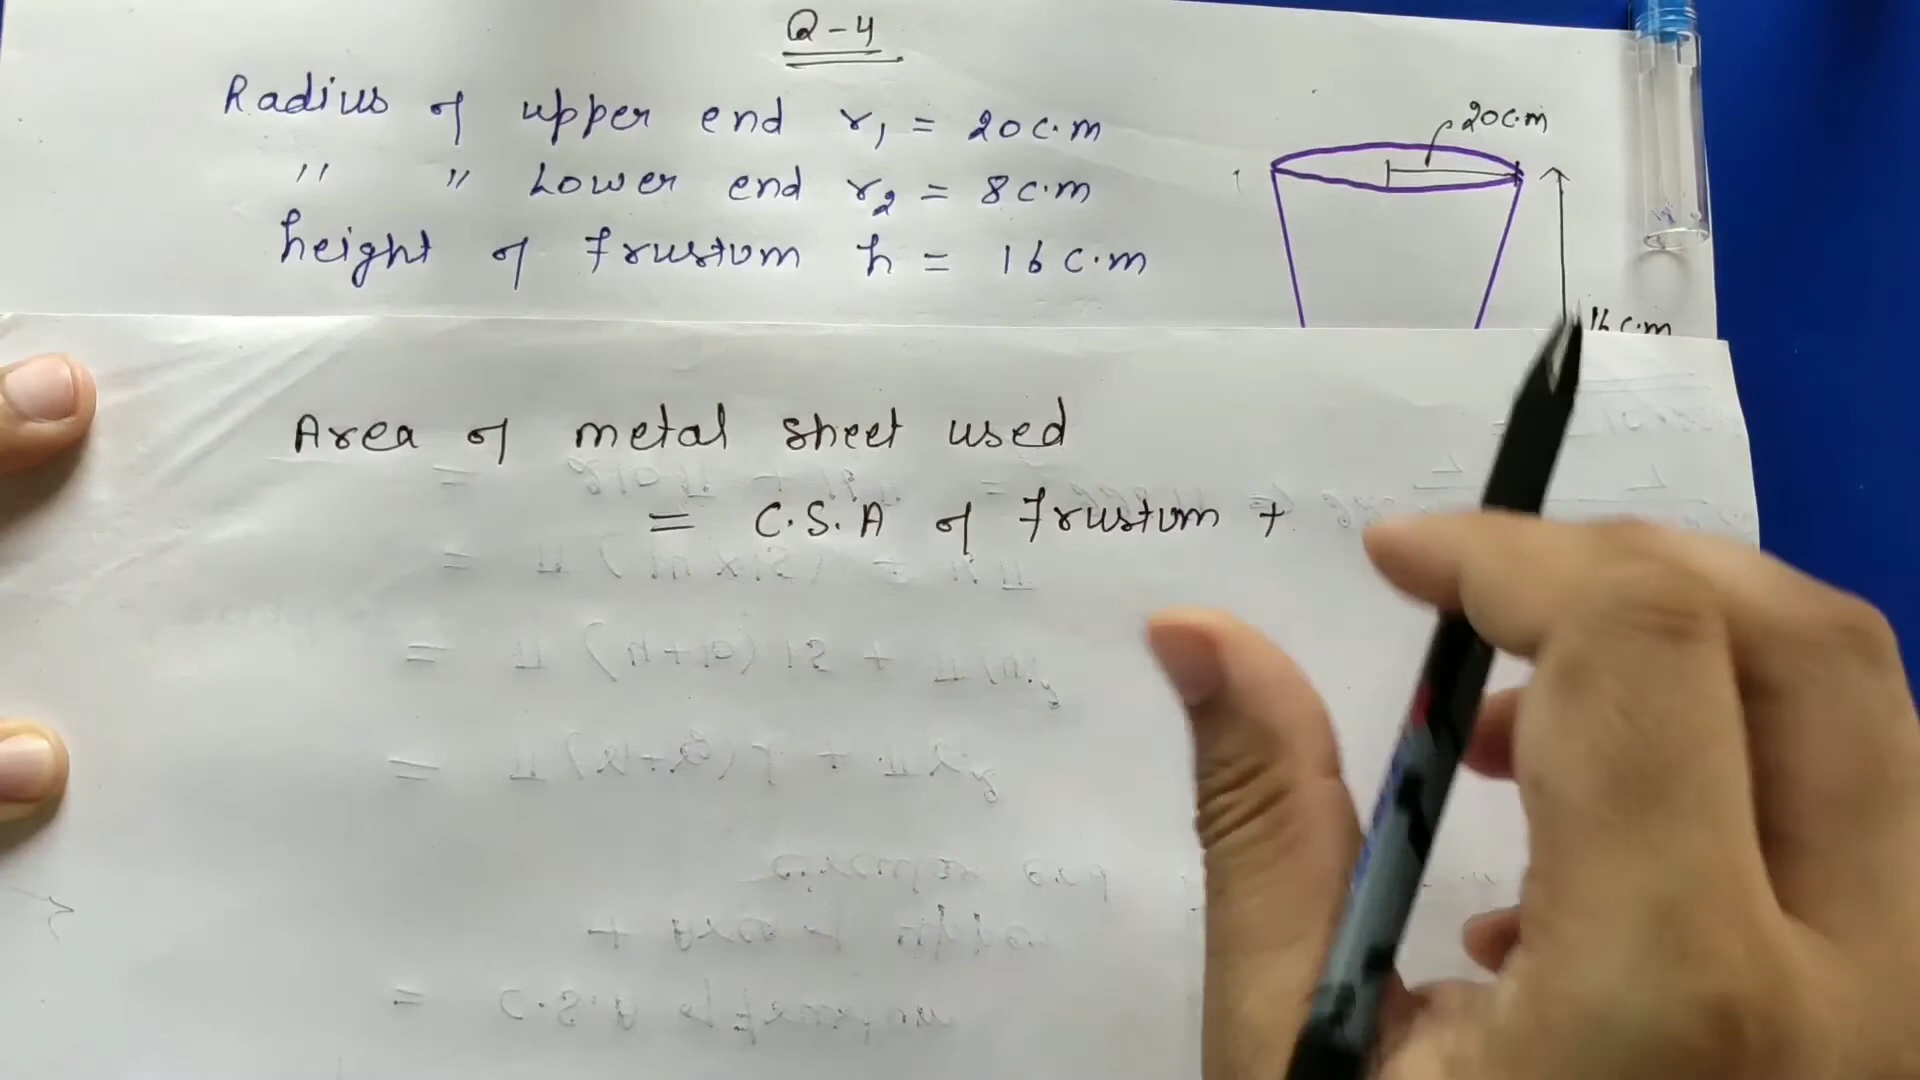 Q-4
Radius of upper end r₁ = 20 c.m
" " Lower end r₂ = 8 c.m
height of frustum h = 16 c.m
20 c.m
16 c.m
Area of metal sheet used
= C.S.A of frustum +